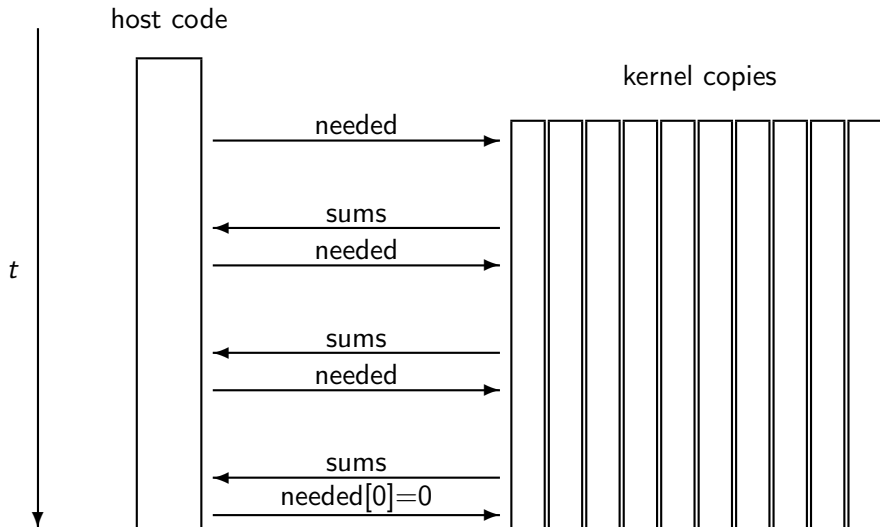 host code
kernel copies
needed
sums
needed
t
sums
needed
sums
needed[0]=0